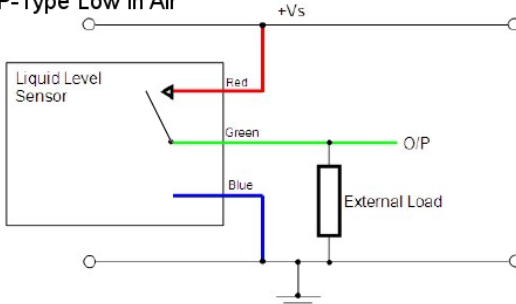 P-Type Low in Air
+Vs
Liquid Level
Sensor
Red
Green
O/P
Blue
External Load